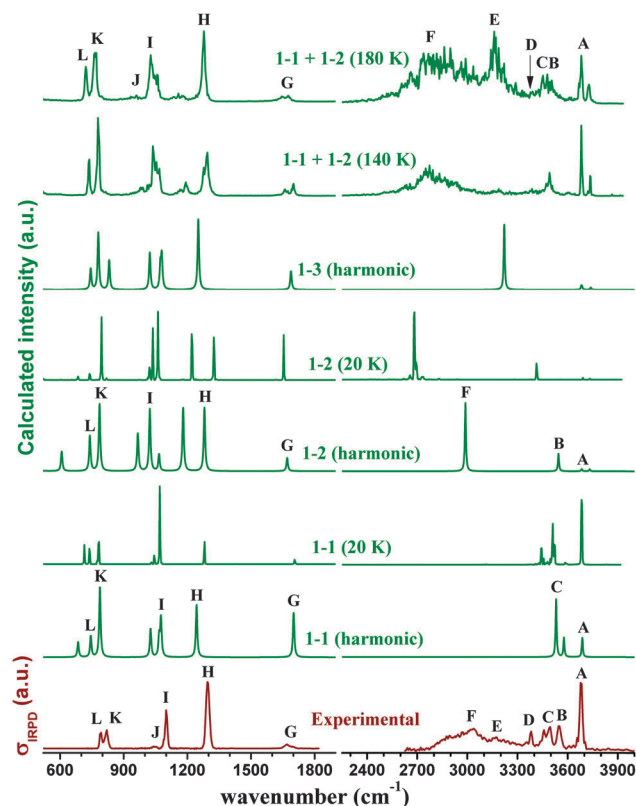 F
E
H
K
L
I
1-1 + 1-2 (180 K)
D
C B
A
J
G
1-1 + 1-2 (140 K)
1-3 (harmonic)
1-2 (20 K)
F
K
I
H
L
1-2 (harmonic)
G
B
A
1-1 (20 K)
K
H
C
I
G
L
1-1 (harmonic)
A
H
A
I
Experimental
L K
F
J
G
E
D C B
Calculated intensity (a.u.)
σIRPD (a.u.)
600 900 1200 1500 1800 2400 2700 3000 3300 3600 3900
wavenumber (cm-1)